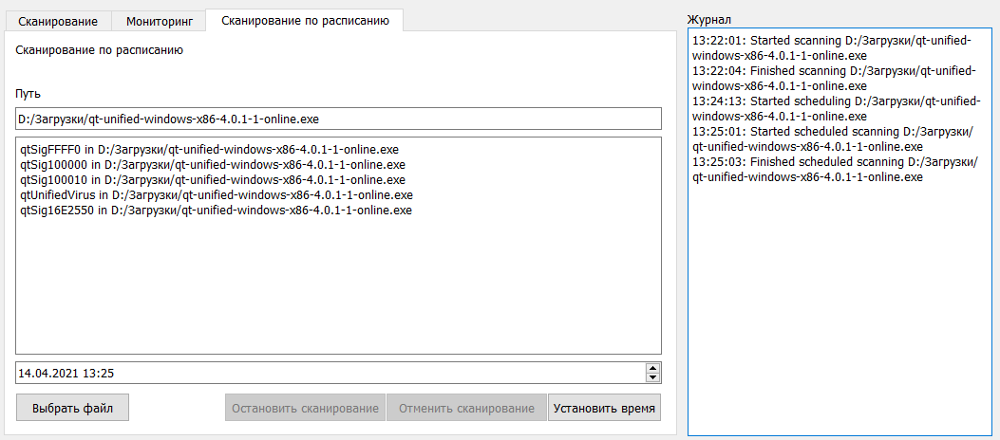 Сканирование
Мониторинг
Сканирование по расписанию
Сканирование по расписанию
Путь
D:/Загрузки/qt-unified-windows-x86-4.0.1-1-online.exe
qtSigFFFF0 in D:/Загрузки/qt-unified-windows-x86-4.0.1-1-online.exe
qtSig100000 in D:/Загрузки/qt-unified-windows-x86-4.0.1-1-online.exe
qtSig100010 in D:/Загрузки/qt-unified-windows-x86-4.0.1-1-online.exe
qtUnifiedVirus in D:/Загрузки/qt-unified-windows-x86-4.0.1-1-online.exe
qtSig16E2550 in D:/Загрузки/qt-unified-windows-x86-4.0.1-1-online.exe
14.04.2021 13:25
Выбрать файл
Остановить сканирование
Отменить сканирование
Установить время
Журнал
13:22:01: Started scanning D:/Загрузки/qt-unified-
windows-x86-4.0.1-1-online.exe
13:22:04: Finished scanning D:/Загрузки/qt-unified-
windows-x86-4.0.1-1-online.exe
13:24:13: Started scheduling D:/Загрузки/qt-unified-
windows-x86-4.0.1-1-online.exe
13:25:01: Started scheduled scanning D:/Загрузки/
qt-unified-windows-x86-4.0.1-1-online.exe
13:25:03: Finished scheduled scanning D:/Загрузки/
qt-unified-windows-x86-4.0.1-1-online.exe